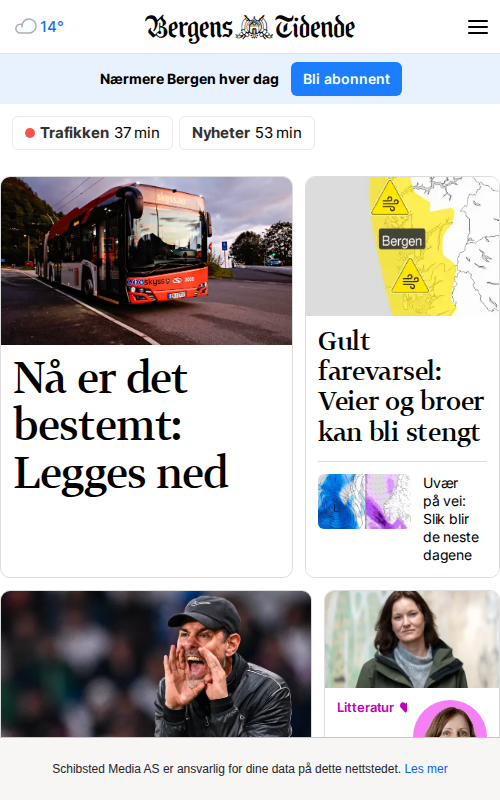 14°
Bergens Tidende
Nærmere Bergen hver dag
Bli abonnent
Trafikken 37 min
Nyheter 53 min
skyss
Bergen
Nå er det
bestemt:
Legges ned
Gult
farevarsel:
Veier og broer
kan bli stengt
Uvær
på vei:
Slik blir
de neste
dagene
Litteratur
Schibsted Media AS er ansvarlig for dine data på dette nettstedet. Les mer